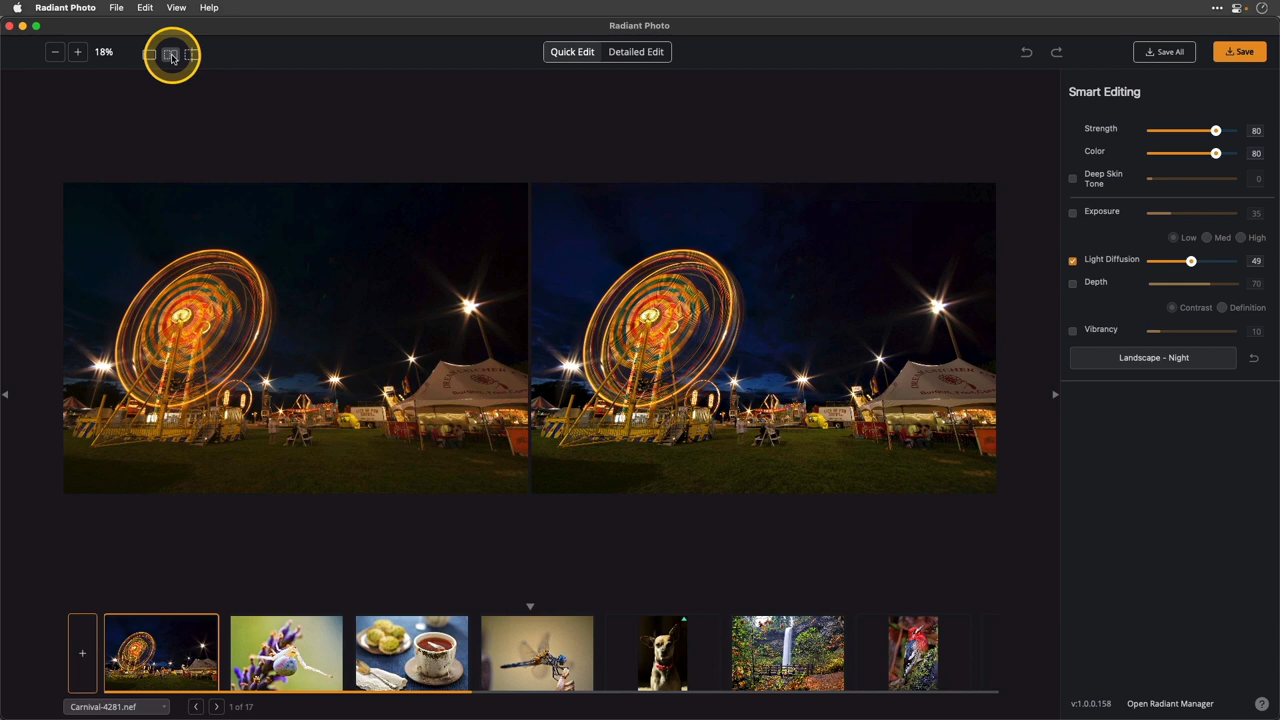 Radiant Photo File Edit View Help
Radiant Photo
18%
Quick Edit Detailed Edit
Save All
Save
Smart Editing
Strength 80
Color 80
Deep Skin Tone 0
Exposure 35
Low Med High
Light Diffusion 49
Depth 70
Contrast Definition
Vibrancy 10
Landscape - Night
Carnival-4281.nef
1 of 17
v:1.0.0.158 Open Radiant Manager ?